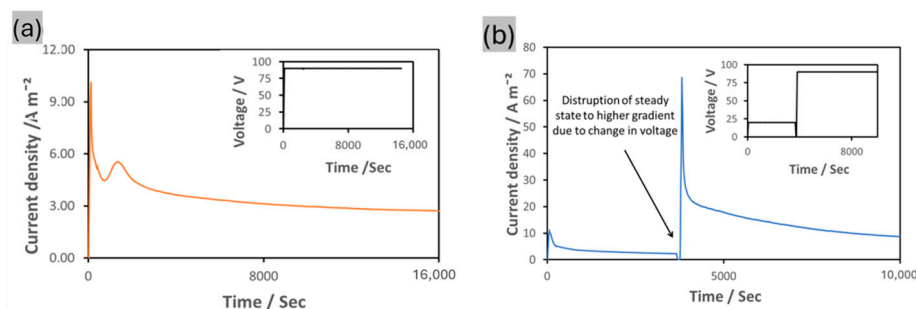 (a)
12.00
10.00
9.00
6.00
3.00
0.00
Current density /A m⁻²
0
8000
16,000
Time / Sec
100
75
50
25
0
Voltage / V
0
8000
16,000
Time /Sec
(b)
80
70
60
50
40
30
20
10
0
Current density / A m⁻²
0
5000
10,000
Time / Sec
Distruption of steady
state to higher gradient
due to change in voltage
100
75
50
25
0
Voltage / V
0
8000
Time /Sec